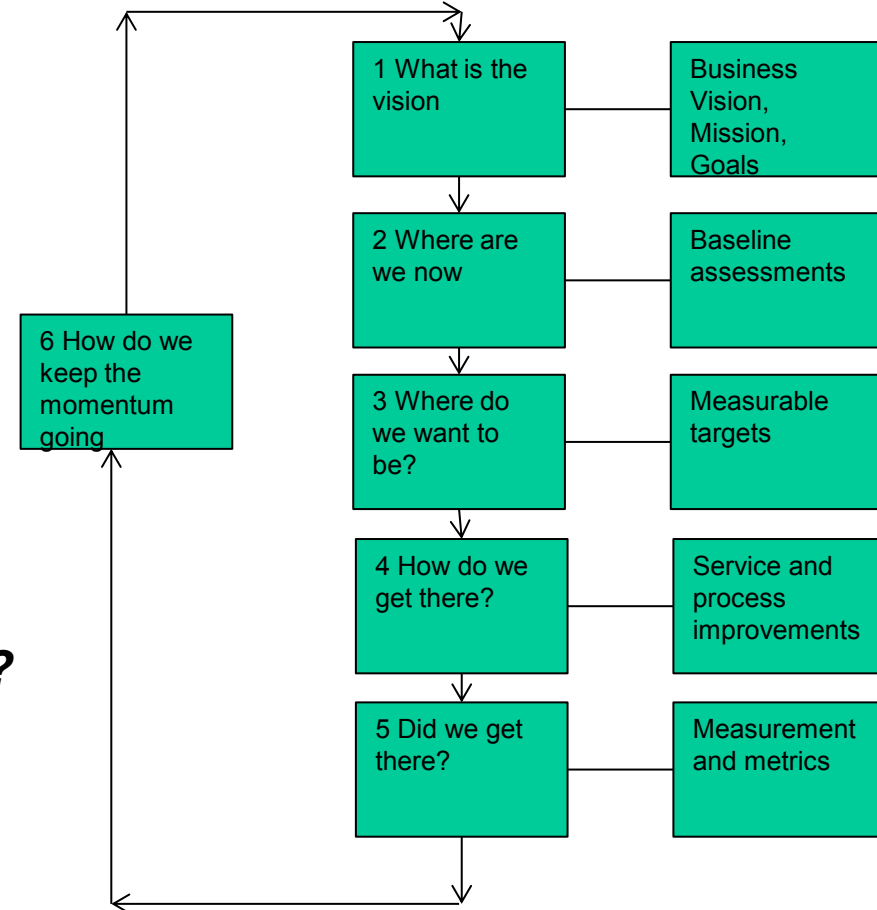 1 What is the
vision
Business
Vision,
Mission,
Goals
2 Where are
we now
Baseline
assessments
6 How do we
keep the
momentum
going
3 Where do
we want to
be?
Measurable
targets
4 How do we
get there?
Service and
process
improvements
?
5 Did we get
there?
Measurement
and metrics